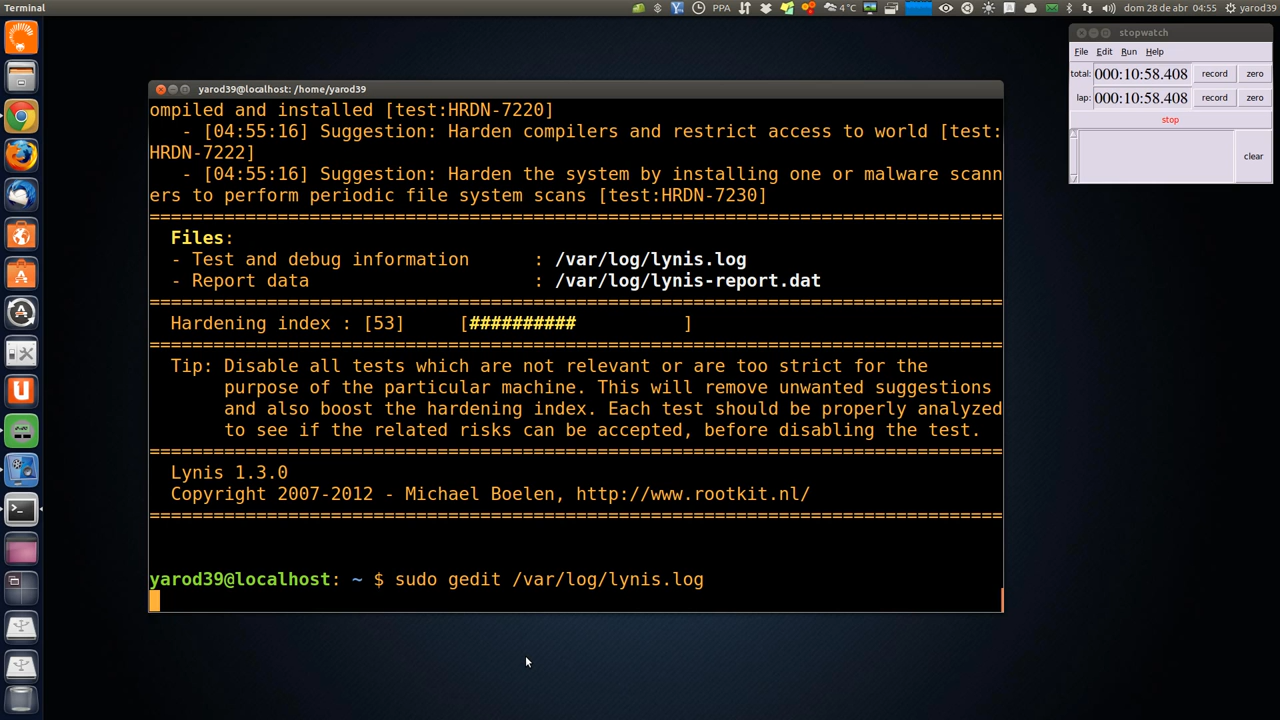 Terminal
PPA
4 °C
dom 28 de abr
04:55
yarod39
stopwatch
File Edit Run Help
total: 000:10:58.408 record zero
lap: 000:10:58.408 record zero
stop
clear
yarod39@localhost: /home/yarod39
ompiled and installed [test:HRDN-7220]
- [04:55:16] Suggestion: Harden compilers and restrict access to world [test:
HRDN-7222]
- [04:55:16] Suggestion: Harden the system by installing one or malware scann
ers to perform periodic file system scans [test:HRDN-7230]
================================================================================
Files:
- Test and debug information : /var/log/lynis.log
- Report data : /var/log/lynis-report.dat
================================================================================
Hardening index : [53] [########## ]
================================================================================
Tip: Disable all tests which are not relevant or are too strict for the
purpose of the particular machine. This will remove unwanted suggestions
and also boost the hardening index. Each test should be properly analyzed
to see if the related risks can be accepted, before disabling the test.
================================================================================
Lynis 1.3.0
Copyright 2007-2012 - Michael Boelen, http://www.rootkit.nl/
================================================================================
yarod39@localhost: ~ $ sudo gedit /var/log/lynis.log